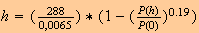 h = (288/0,0065) * (1 - (P(h)/P(0))^0.19)